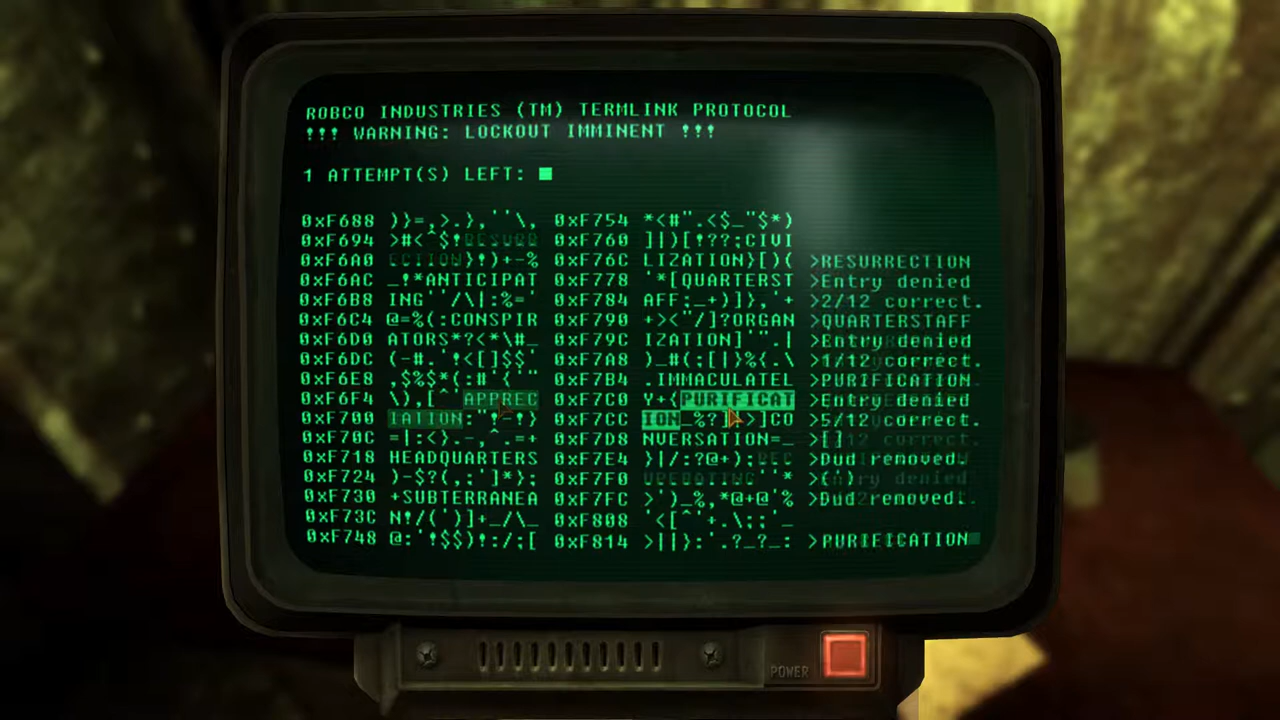 ROBCO INDUSTRIES (TM) TERMLINK PROTOCOL
!!! WARNING: LOCKOUT IMMINENT !!!
1 ATTEMPT(S) LEFT:
0xF688 )}=,>.},''\, 0xF754 *<#".<$_"$*)
0xF694 >#<^$!RESURR 0xF760 ]|)[!??;CIVI
0xF6A0 ECTION}!)+-% 0xF76C LIZATION}[)( >RESURRECTION
0xF6AC _!*ANTICIPAT 0xF778 '*[QUARTERST >Entry denied
0xF6B8 ING''/\|:%=' 0xF784 AFF;_+)]},'+ >2/12 correct.
0xF6C4 @=%(:CONSPIR 0xF790 +><"/]?ORGAN >QUARTERSTAFF
0xF6D0 ATORS*?<*\#_ 0xF79C IZATION]'".| >Entry denied
0xF6DC (-#.'!<[]$$' 0xF7A8 )_#(;[|}%{.\ >1/12 correct.
0xF6E8 ,$%$*(:#'{'" 0xF7B4 .IMMACULATEL >PURIFICATION
0xF6F4 \),[^'APPREC 0xF7C0 Y+{PURIFICAT >Entry denied
0xF700 IATION:"!-!} 0xF7CC ION_%?]>>]CO >5/12 correct.
0xF70C =|:<}.-,^.=+ 0xF7D8 NVERSATION=_ >[]
0xF718 HEADQUARTERS 0xF7E4 }|/:?@+); >Dud removed.
0xF724 )-$?(,:']*}; 0xF7F0 UPERATING''* >()
0xF730 +SUBTERRANEA 0xF7FC >')_%,*@+@'% >Dud removed.
0xF73C N!/(')]+_/\_ 0xF808 '<[^'+.\;:'_
0xF748 @:'!$$)!:/;[ 0xF814 >||}:'.?_?_: >PURIFICATION
POWER